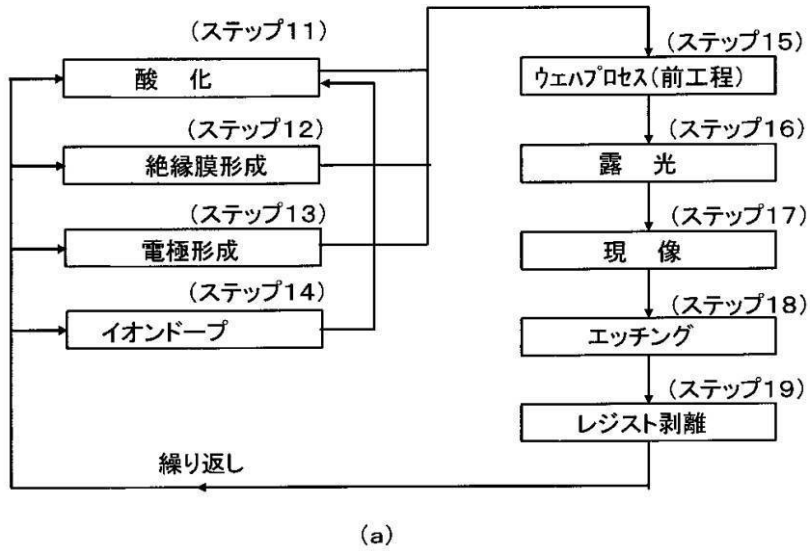 (ステップ11)
酸 化
(ステップ12)
絶縁膜形成
(ステップ13)
電極形成
(ステップ14)
イオンドープ
(ステップ15)
ウェハプロセス(前工程)
(ステップ16)
露 光
(ステップ17)
現 像
(ステップ18)
エッチング
(ステップ19)
レジスト剥離
繰り返し
(a)